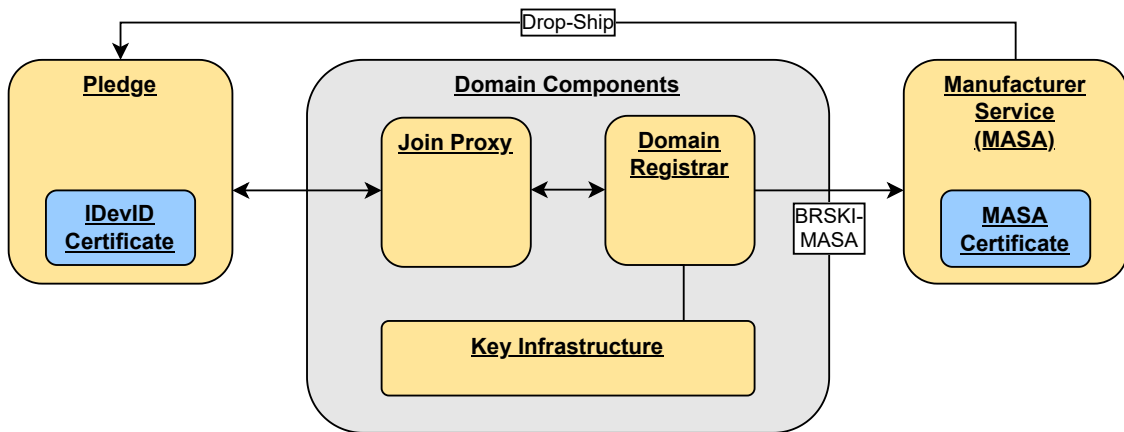 Drop-Ship
Pledge
IDevID
Certificate
Domain Components
Join Proxy
Domain
Registrar
Key Infrastructure
BRSKI-
MASA
Manufacturer
Service
(MASA)
MASA
Certificate